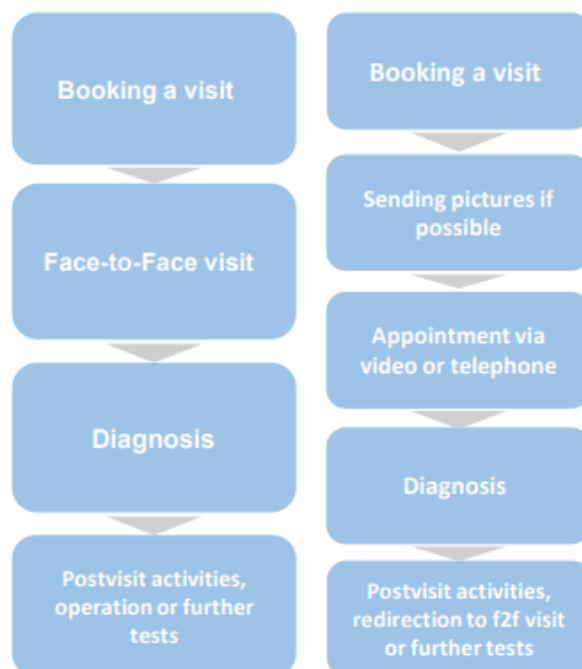 Booking a visit
Face-to-Face visit
Diagnosis
Postvisit activities,
operation or further
tests
Booking a visit
Sending pictures if
possible
Appointment via
video or telephone
Diagnosis
Postvisit activities,
redirection to f2f visit
or further tests